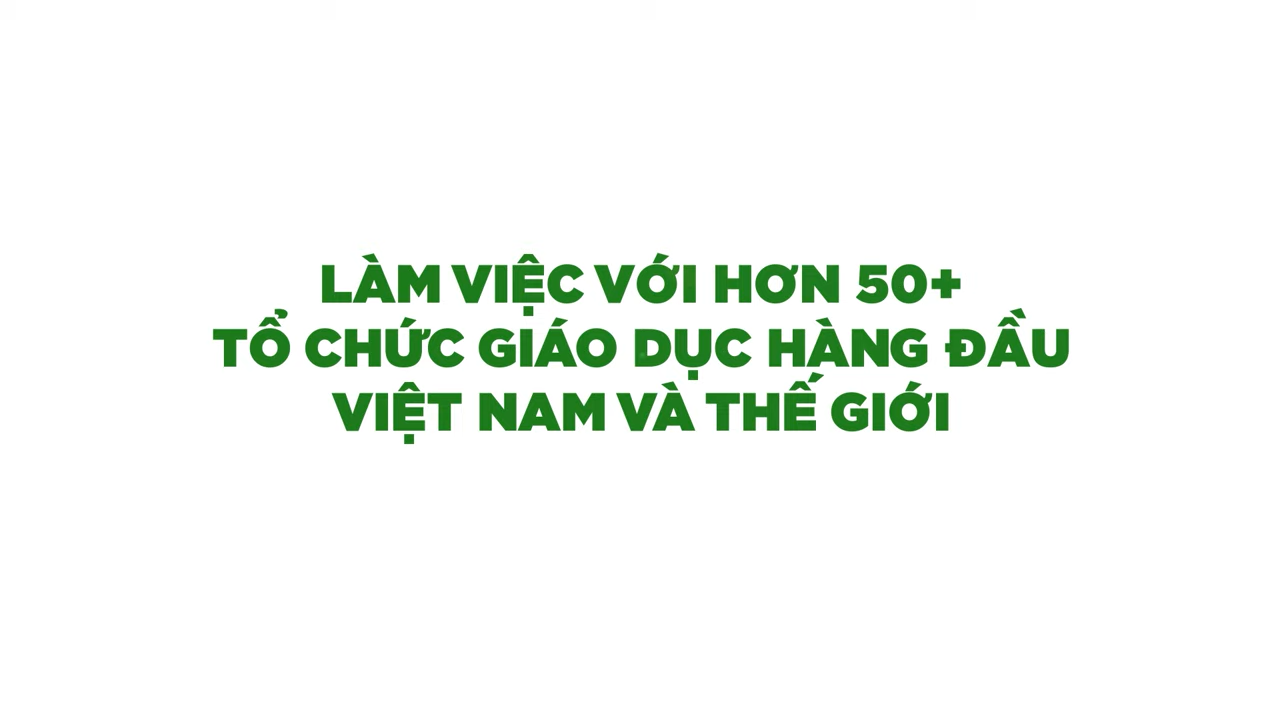 LÀM VIỆC VỚI HƠN 50+
TỔ CHỨC GIÁO DỤC HÀNG ĐẦU
VIỆT NAM VÀ THẾ GIỚI